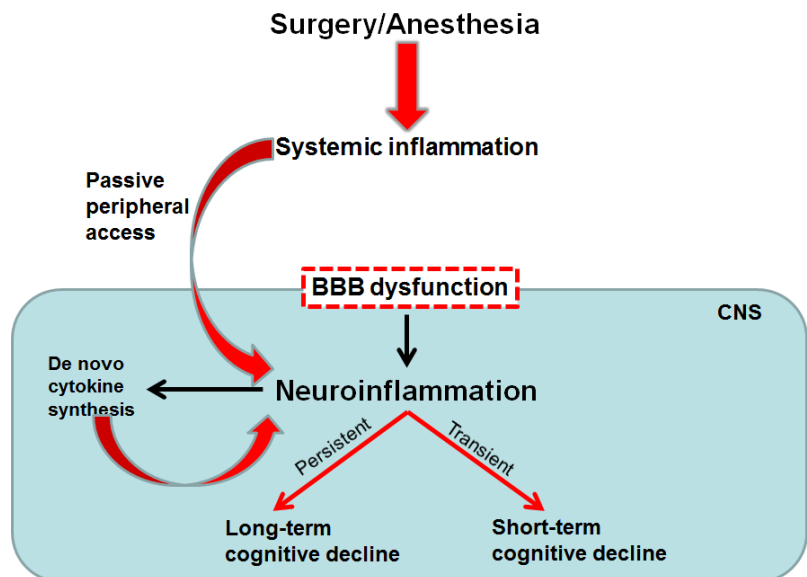 Surgery/Anesthesia
Systemic inflammation
Passive
peripheral
access
BBB dysfunction
CNS
De novo
cytokine
synthesis
Neuroinflammation
Persistent
Transient
Long-term
cognitive decline
Short-term
cognitive decline